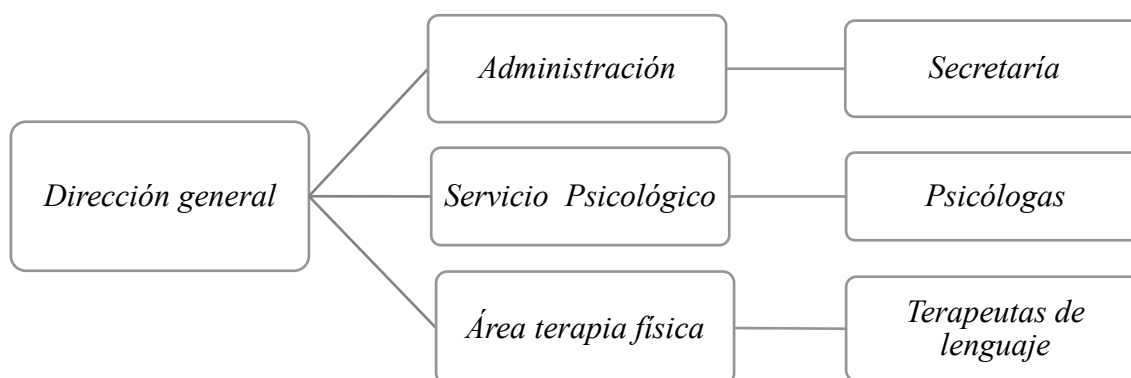 Dirección general
Administración
Secretaría
Servicio Psicológico
Psicólogas
Área terapia física
Terapeutas de
lenguaje